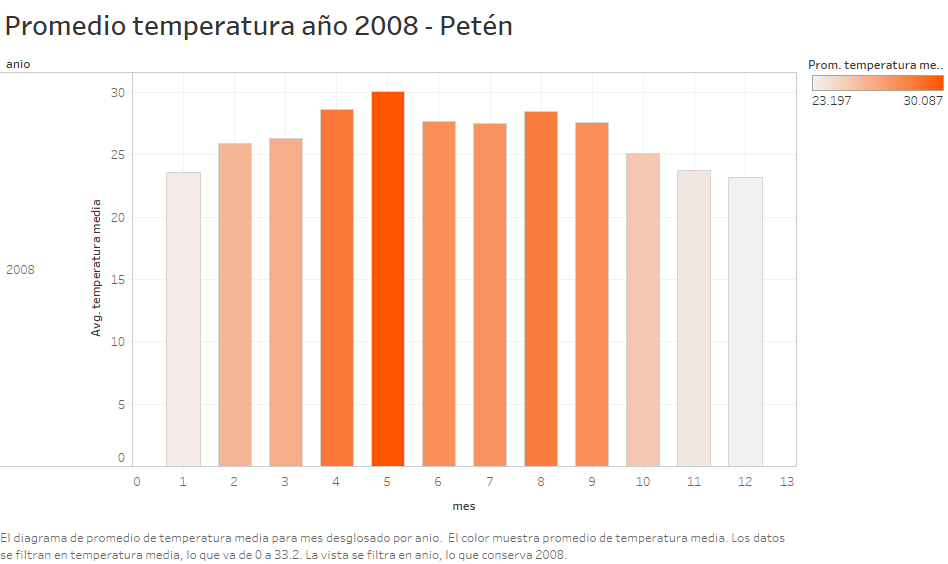 Promedio temperatura año 2008 - Petén
anio
Prom. temperatura me..
23.197 30.087
2008
Avg. temperatura media
30
25
20
15
10
5
0
0 1 2 3 4 5 6 7 8 9 10 11 12 13
mes
El diagrama de promedio de temperatura media para mes desglosado por anio. El color muestra promedio de temperatura media. Los datos
se filtran en temperatura media, lo que va de 0 a 33.2. La vista se filtra en anio, lo que conserva 2008.